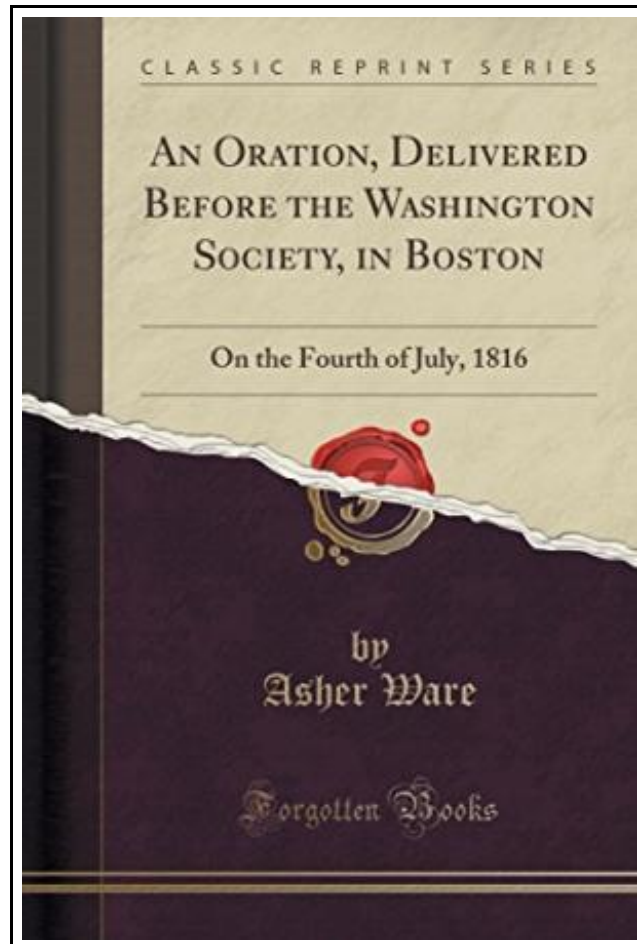 CLASSIC REPRINT SERIES
AN ORATION, DELIVERED
BEFORE THE WASHINGTON
SOCIETY, IN BOSTON
On the Fourth of July, 1816
by
Asher Ware
Forgotten Books